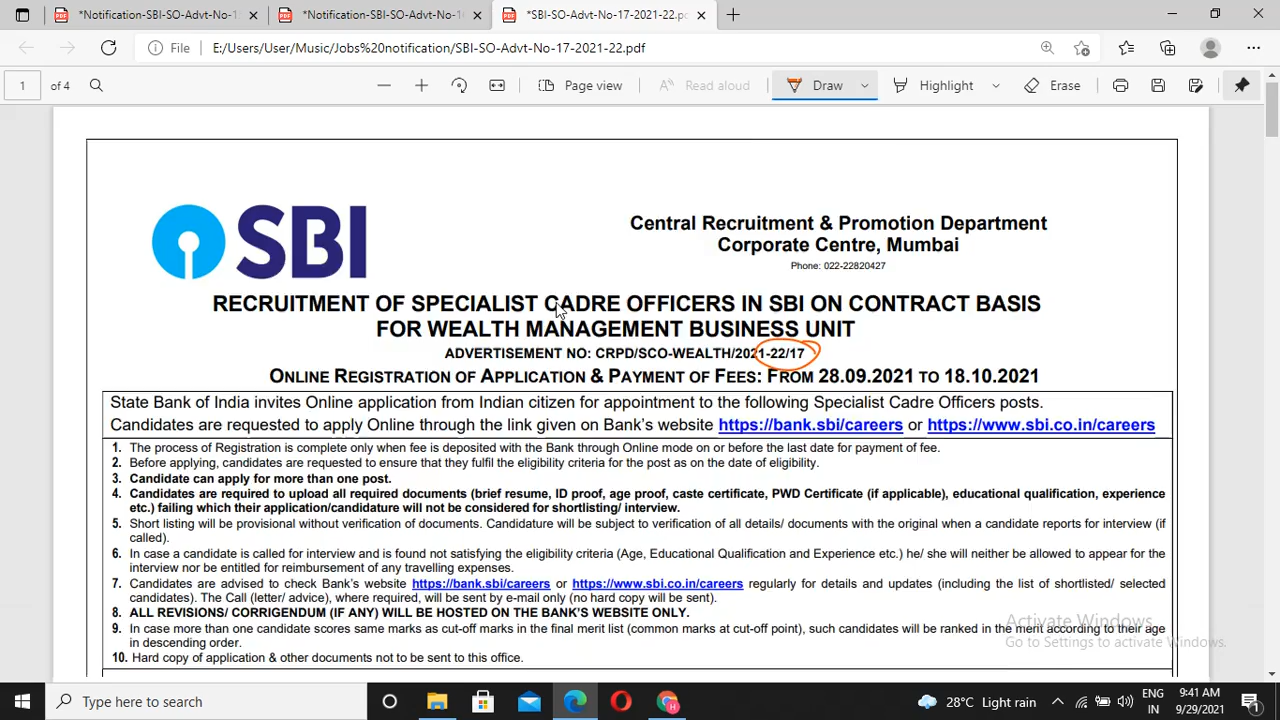 *Notification-SBI-SO-Advt-No-1
*Notification-SBI-SO-Advt-No-1
*SBI-SO-Advt-No-17-2021-22.pd
File
E:/Users/User/Music/Jobs%20notification/SBI-SO-Advt-No-17-2021-22.pdf
1 of 4
Page view
Read aloud
Draw
Highlight
Erase
SBI
Central Recruitment & Promotion Department
Corporate Centre, Mumbai
Phone: 022-22820427
RECRUITMENT OF SPECIALIST CADRE OFFICERS IN SBI ON CONTRACT BASIS
FOR WEALTH MANAGEMENT BUSINESS UNIT
ADVERTISEMENT NO: CRPD/SCO-WEALTH/2021-22/17
ONLINE REGISTRATION OF APPLICATION & PAYMENT OF FEES: FROM 28.09.2021 TO 18.10.2021
State Bank of India invites Online application from Indian citizen for appointment to the following Specialist Cadre Officers posts.
Candidates are requested to apply Online through the link given on Bank's website https://bank.sbi/careers or https://www.sbi.co.in/careers
1. The process of Registration is complete only when fee is deposited with the Bank through Online mode on or before the last date for payment of fee.
2. Before applying, candidates are requested to ensure that they fulfil the eligibility criteria for the post as on the date of eligibility.
3. Candidate can apply for more than one post.
4. Candidates are required to upload all required documents (brief resume, ID proof, age proof, caste certificate, PWD Certificate (if applicable), educational qualification, experience
etc.) failing which their application/candidature will not be considered for shortlisting/ interview.
5. Short listing will be provisional without verification of documents. Candidature will be subject to verification of all details/ documents with the original when a candidate reports for interview (if
called).
6. In case a candidate is called for interview and is found not satisfying the eligibility criteria (Age, Educational Qualification and Experience etc.) he/ she will neither be allowed to appear for the
interview nor be entitled for reimbursement of any travelling expenses.
7. Candidates are advised to check Bank's website https://bank.sbi/careers or https://www.sbi.co.in/careers regularly for details and updates (including the list of shortlisted/ selected
candidates). The Call (letter/ advice), where required, will be sent by e-mail only (no hard copy will be sent).
8. ALL REVISIONS/ CORRIGENDUM (IF ANY) WILL BE HOSTED ON THE BANK'S WEBSITE ONLY.
9. In case more than one candidate scores same marks as cut-off marks in the final merit list (common marks at cut-off point), such candidates will be ranked in the merit according to their age
in descending order.
10. Hard copy of application & other documents not to be sent to this office.
Activate Windows
Go to Settings to activate Windows.
Type here to search
28°C Light rain
ENG
IN
9:41 AM
9/29/2021
1